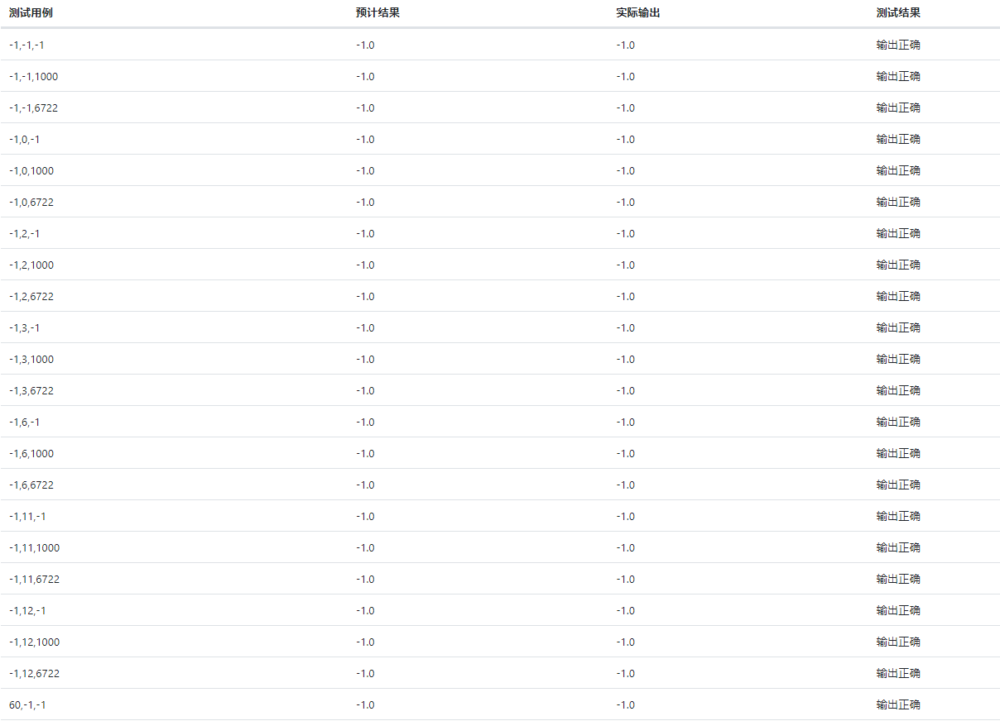 测试用例 预计结果 实际输出 测试结果
-1,-1,-1 -1.0 -1.0 输出正确
-1,-1,1000 -1.0 -1.0 输出正确
-1,-1,6722 -1.0 -1.0 输出正确
-1,0,-1 -1.0 -1.0 输出正确
-1,0,1000 -1.0 -1.0 输出正确
-1,0,6722 -1.0 -1.0 输出正确
-1,2,-1 -1.0 -1.0 输出正确
-1,2,1000 -1.0 -1.0 输出正确
-1,2,6722 -1.0 -1.0 输出正确
-1,3,-1 -1.0 -1.0 输出正确
-1,3,1000 -1.0 -1.0 输出正确
-1,3,6722 -1.0 -1.0 输出正确
-1,6,-1 -1.0 -1.0 输出正确
-1,6,1000 -1.0 -1.0 输出正确
-1,6,6722 -1.0 -1.0 输出正确
-1,11,-1 -1.0 -1.0 输出正确
-1,11,1000 -1.0 -1.0 输出正确
-1,11,6722 -1.0 -1.0 输出正确
-1,12,-1 -1.0 -1.0 输出正确
-1,12,1000 -1.0 -1.0 输出正确
-1,12,6722 -1.0 -1.0 输出正确
60,-1,-1 -1.0 -1.0 输出正确